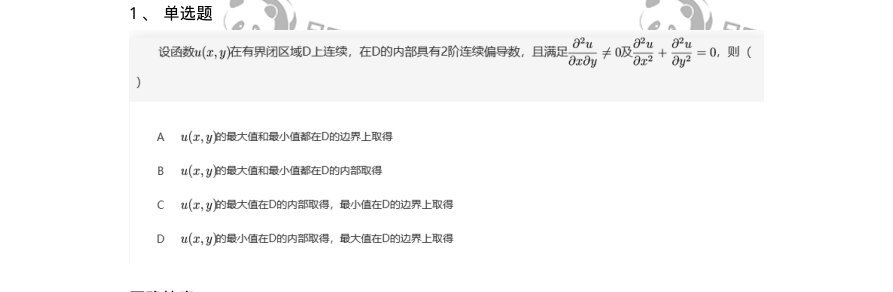 1 、 单选题
设函数u(x, y)在有界闭区域D上连续，在D的内部具有2阶连续偏导数，且满足∂²u/∂x∂y ≠ 0及∂²u/∂x² + ∂²u/∂y² = 0，则（
）
A u(x, y)的最大值和最小值都在D的边界上取得
B u(x, y)的最大值和最小值都在D的内部取得
C u(x, y)的最大值在D的内部取得，最小值在D的边界上取得
D u(x, y)的最小值在D的内部取得，最大值在D的边界上取得